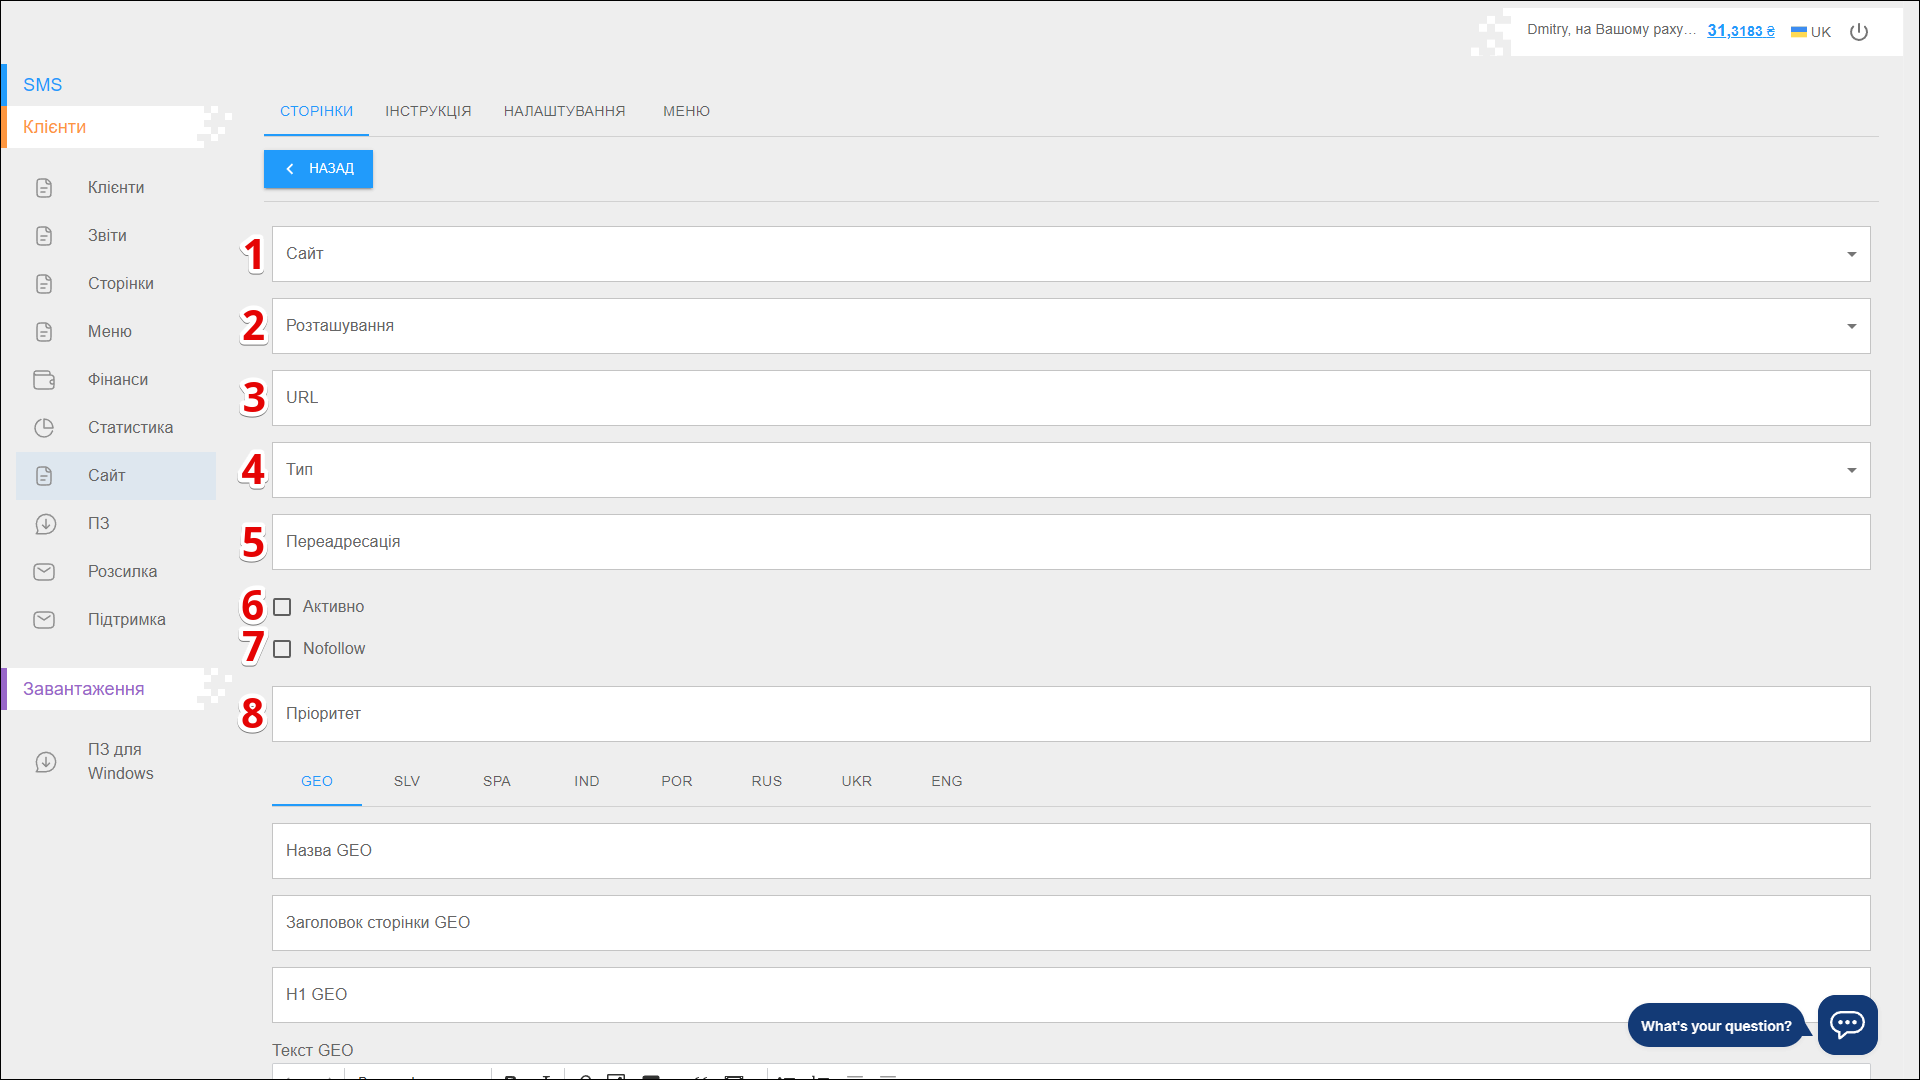 Dmitry, на Вашому раху... 31,3183 ₴ UK
SMS
Клієнти
Клієнти
Звіти
Сторінки
Меню
Фінанси
Статистика
Сайт
ПЗ
Розсилка
Підтримка
Завантаження
ПЗ для
Windows
СТОРІНКИ ІНСТРУКЦІЯ НАЛАШТУВАННЯ МЕНЮ
НАЗАД
1 Сайт
2 Розташування
3 URL
4 Тип
5 Переадресація
6 Активно
7 Nofollow
8 Пріоритет
GEO SLV SPA IND POR RUS UKR ENG
Назва GEO
Заголовок сторінки GEO
H1 GEO
Текст GEO
What's your question?